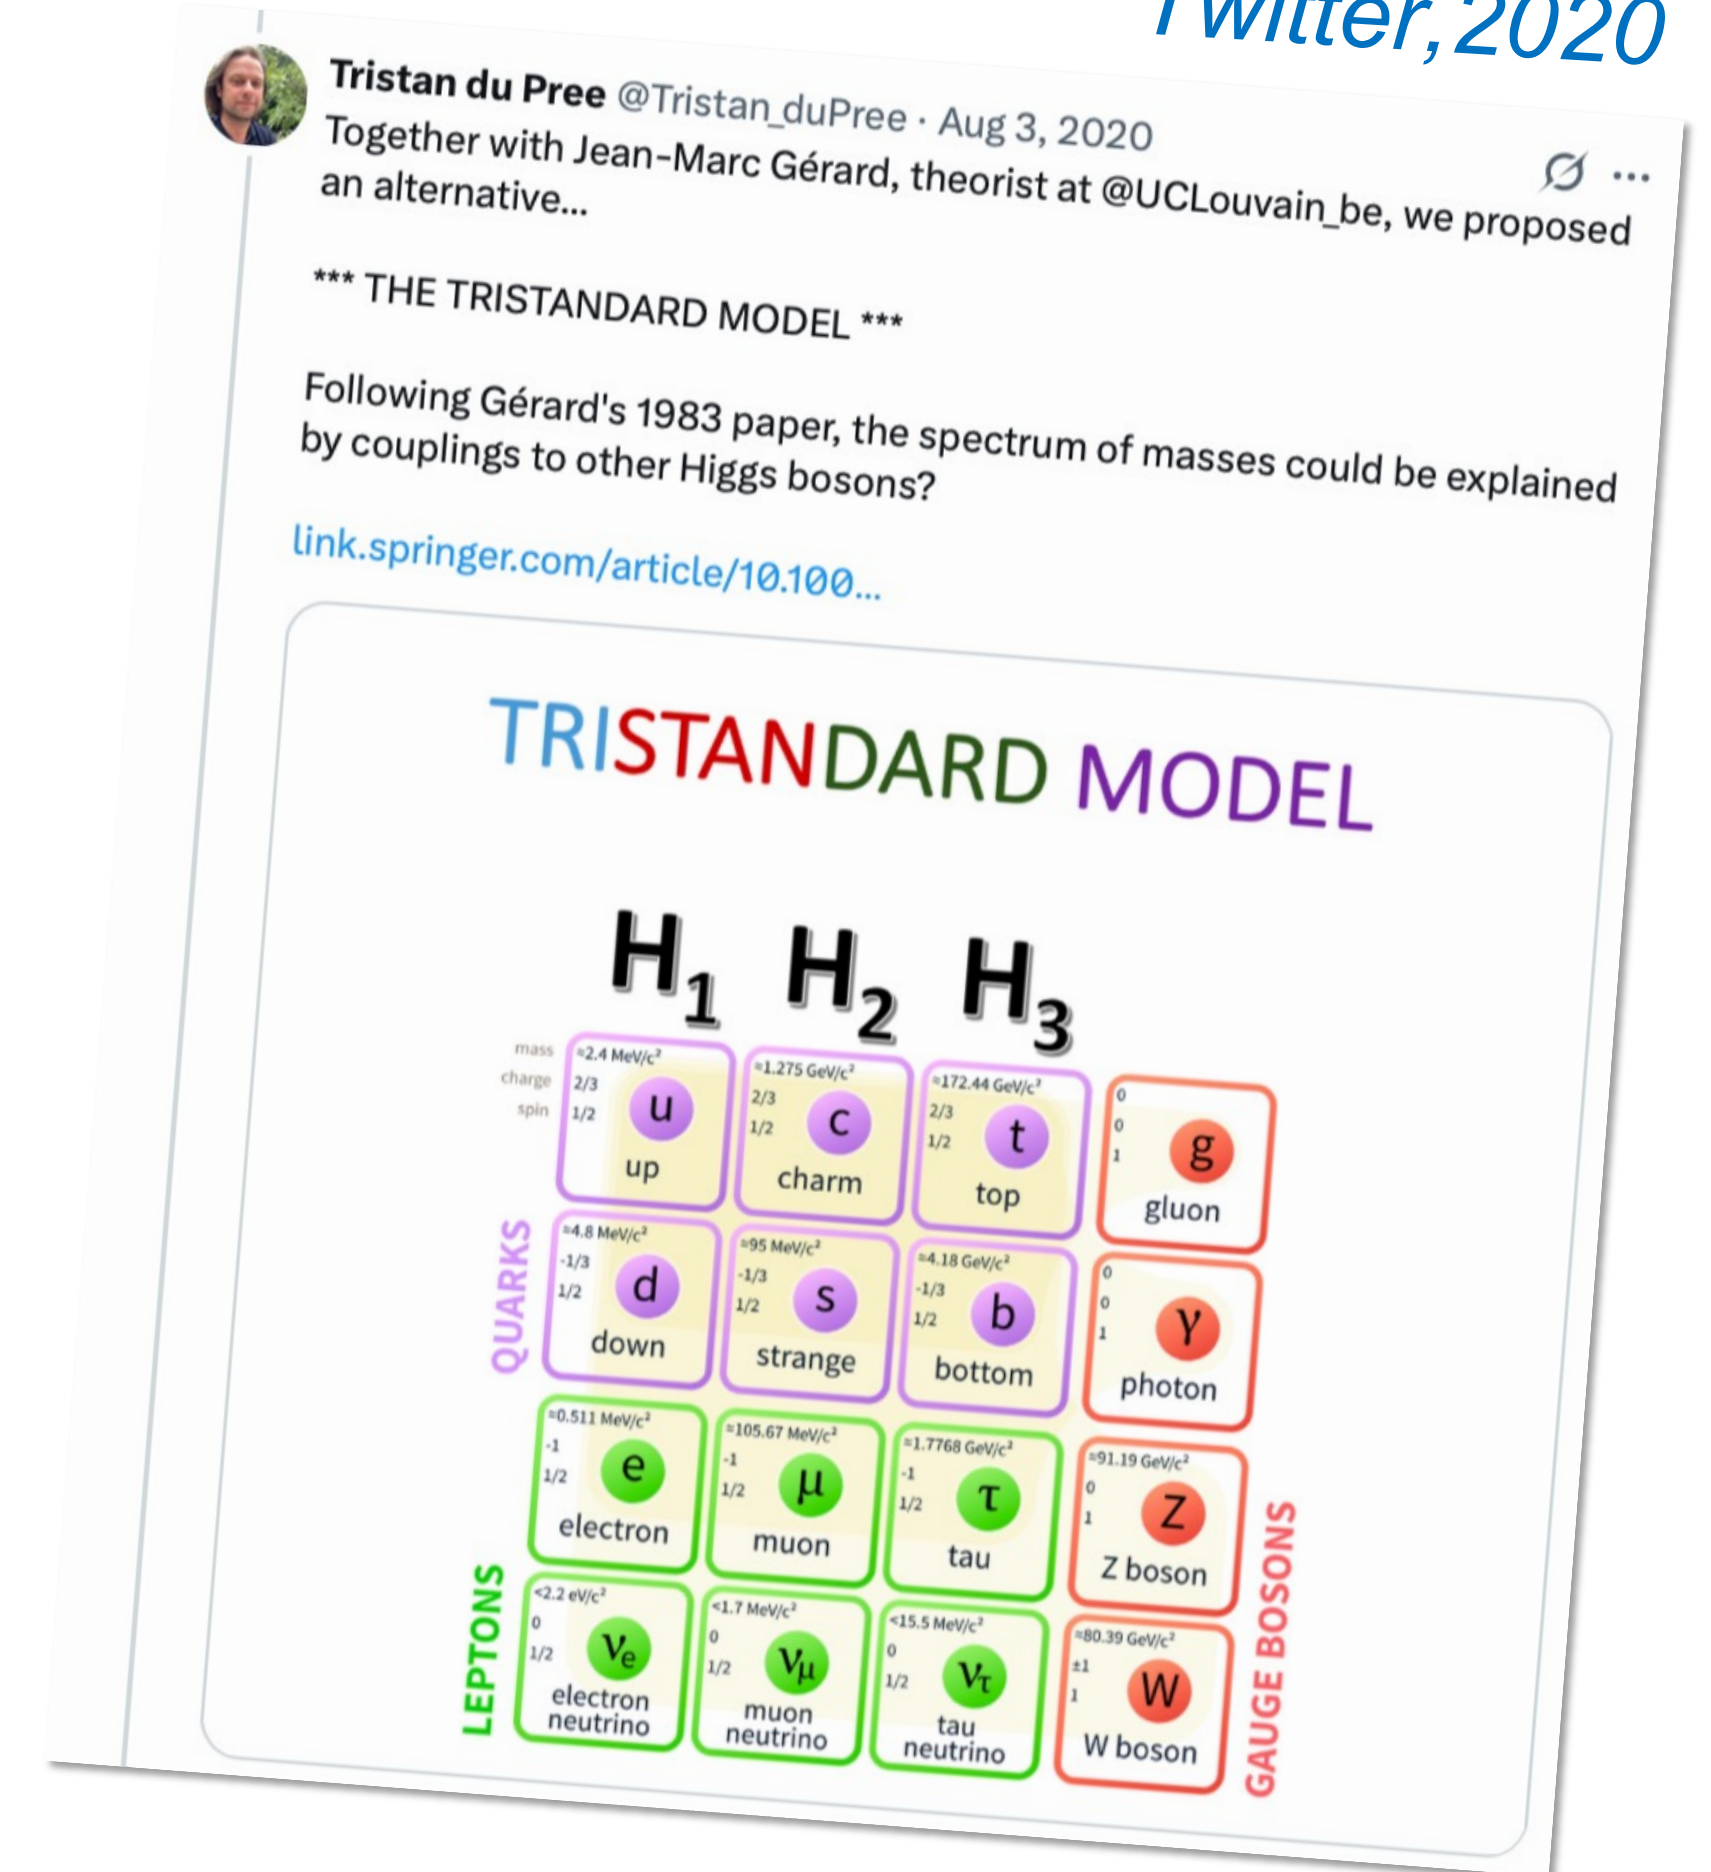 Twitter, 2020
Tristan du Pree @Tristan_duPree · Aug 3, 2020
Together with Jean-Marc Gérard, theorist at @UCLouvain_be, we proposed
an alternative...
*** THE TRISTANDARD MODEL ***
Following Gérard's 1983 paper, the spectrum of masses could be explained
by couplings to other Higgs bosons?
link.springer.com/article/10.100...
TRISTANDARD MODEL
H1 H2 H3
mass
charge
spin
≈2.4 MeV/c²
2/3
1/2
u
up
≈1.275 GeV/c²
2/3
1/2
c
charm
≈172.44 GeV/c²
2/3
1/2
t
top
0
0
1
g
gluon
QUARKS
≈4.8 MeV/c²
-1/3
1/2
d
down
≈95 MeV/c²
-1/3
1/2
s
strange
≈4.18 GeV/c²
-1/3
1/2
b
bottom
0
0
1
γ
photon
≈0.511 MeV/c²
-1
1/2
e
electron
≈105.67 MeV/c²
-1
1/2
μ
muon
≈1.7768 GeV/c²
-1
1/2
τ
tau
≈91.19 GeV/c²
0
1
Z
Z boson
LEPTONS
<2.2 eV/c²
0
1/2
νe
electron
neutrino
<1.7 MeV/c²
0
1/2
νμ
muon
neutrino
<15.5 MeV/c²
0
1/2
ντ
tau
neutrino
≈80.39 GeV/c²
±1
1
W
W boson
GAUGE BOSONS